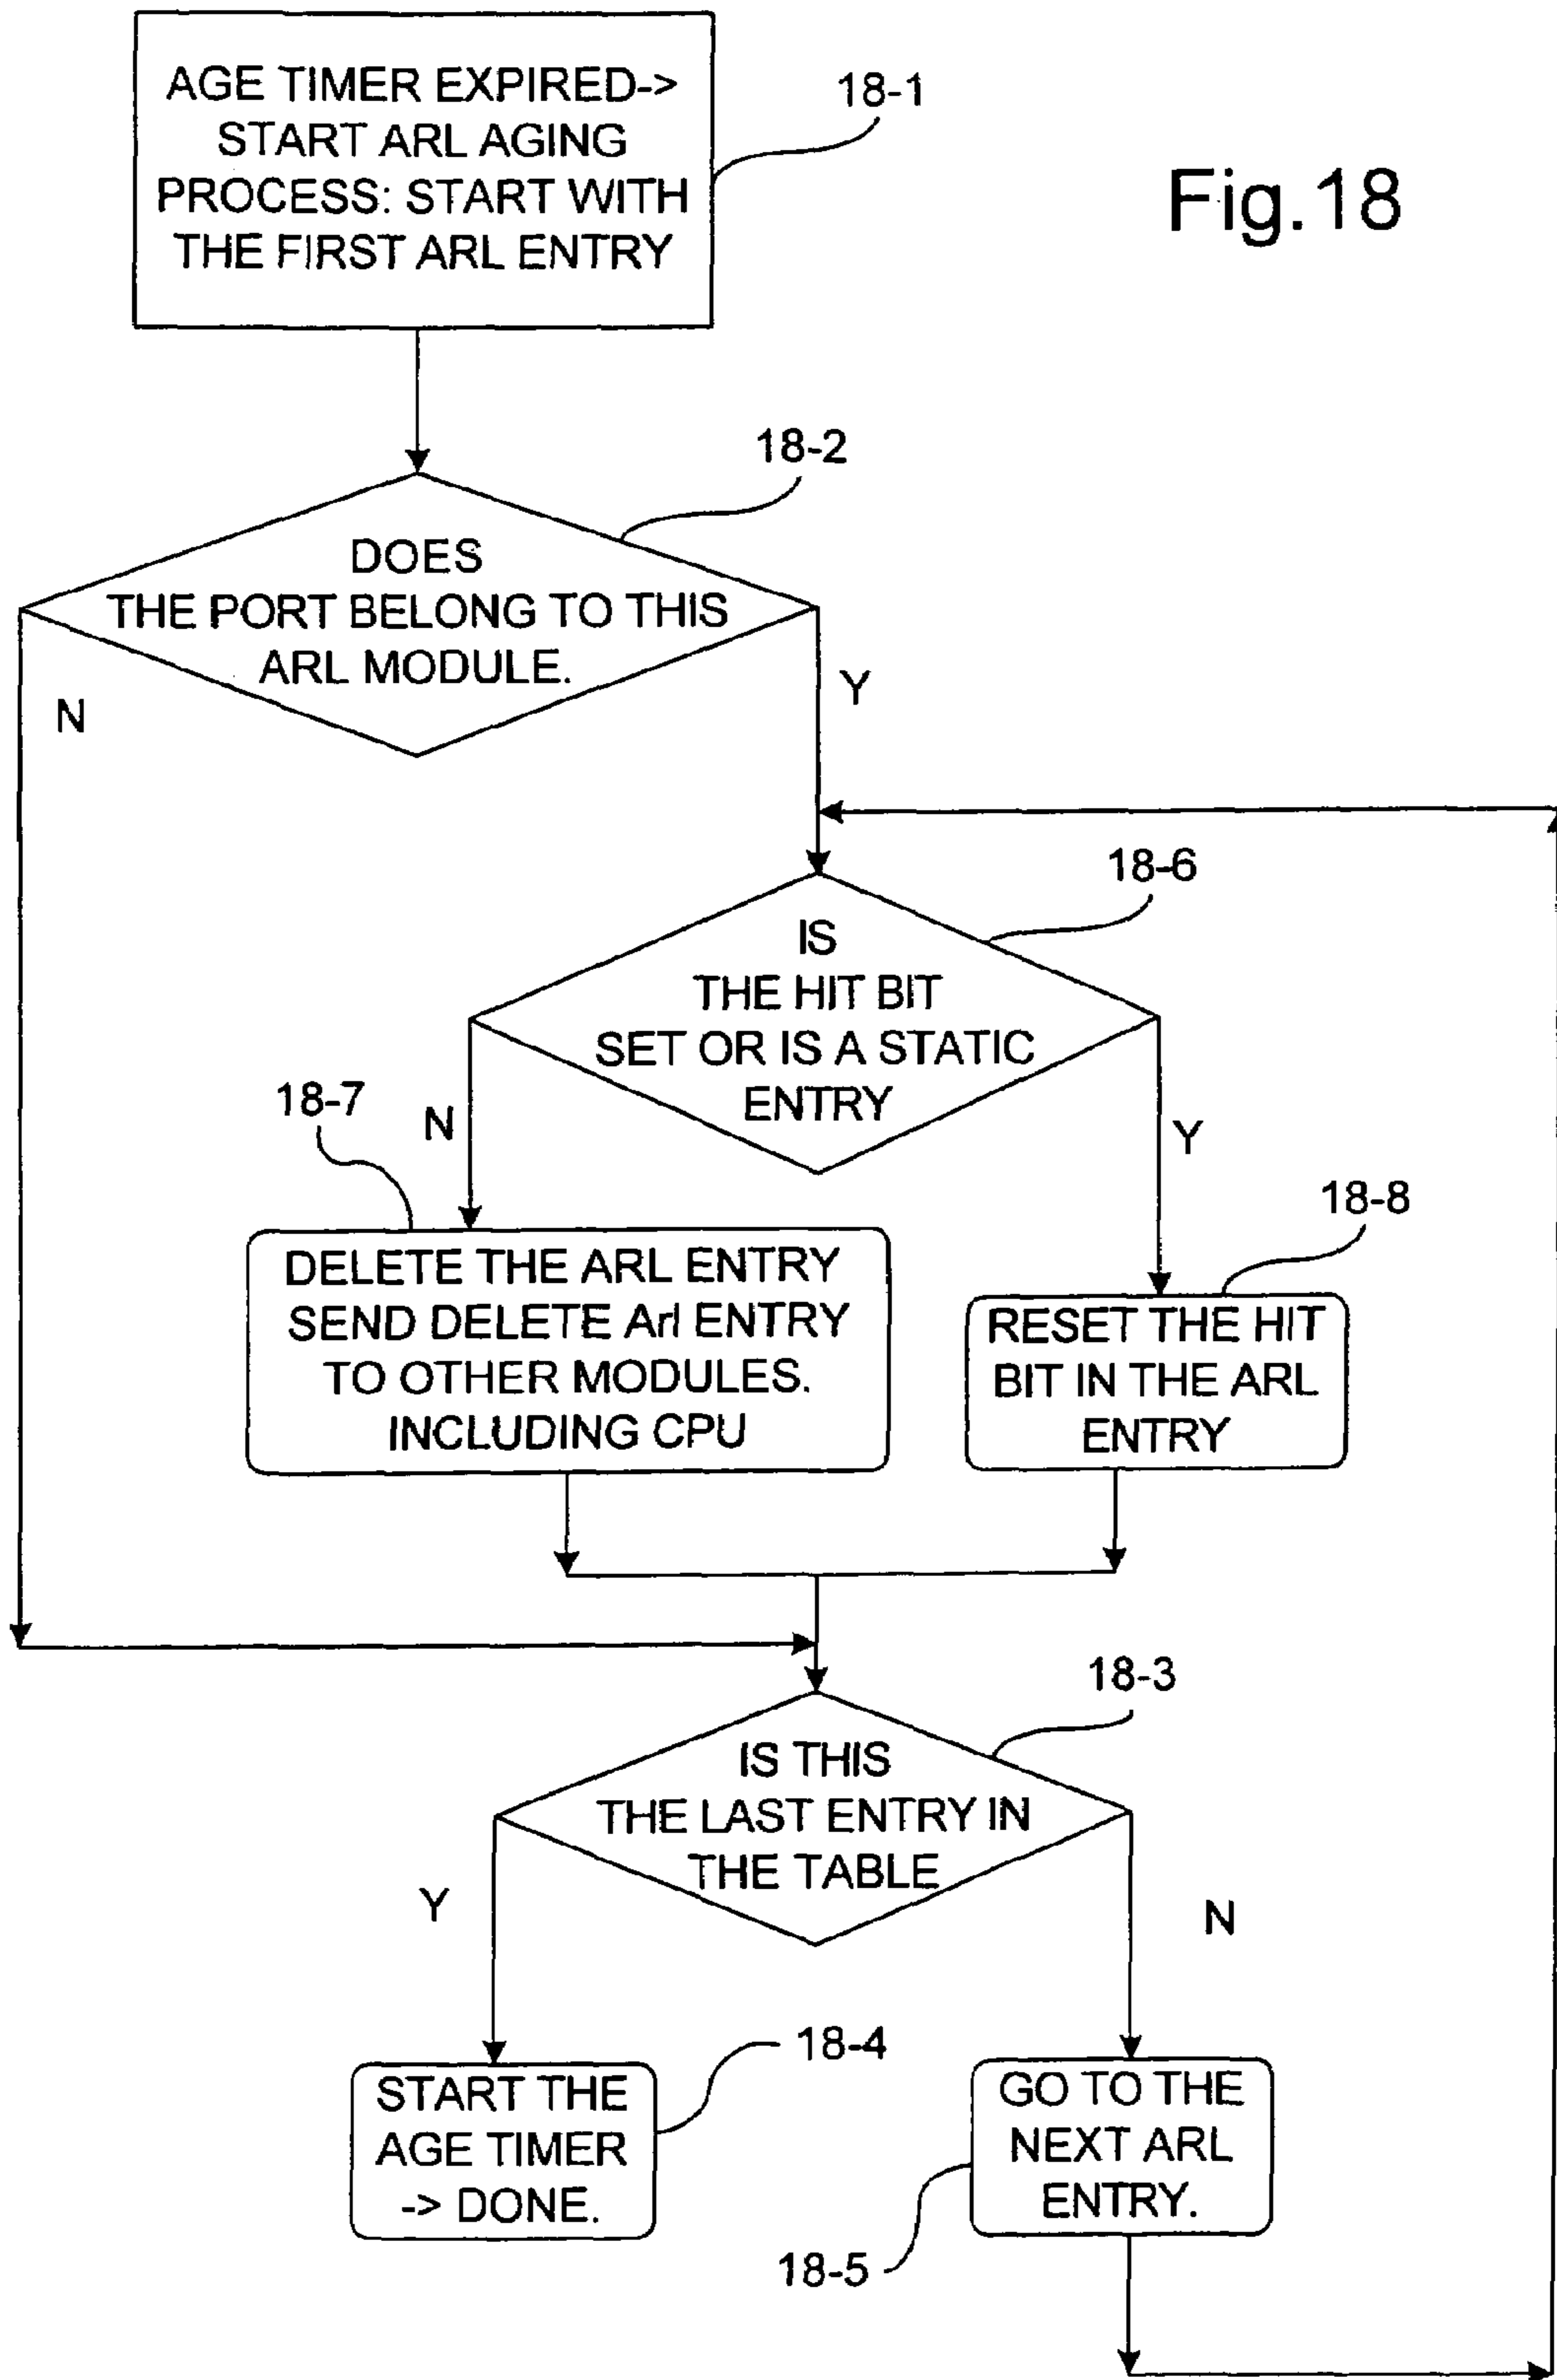 AGE TIMER EXPIRED->
START ARL AGING
PROCESS: START WITH
THE FIRST ARL ENTRY
18-1
Fig.18
18-2
DOES
THE PORT BELONG TO THIS
ARL MODULE.
N
Y
18-6
IS
THE HIT BIT
SET OR IS A STATIC
ENTRY
18-7
N
Y
18-8
DELETE THE ARL ENTRY
SEND DELETE Arl ENTRY
TO OTHER MODULES.
INCLUDING CPU
RESET THE HIT
BIT IN THE ARL
ENTRY
18-3
IS THIS
THE LAST ENTRY IN
THE TABLE
Y
N
18-4
START THE
AGE TIMER
-> DONE.
GO TO THE
NEXT ARL
ENTRY.
18-5